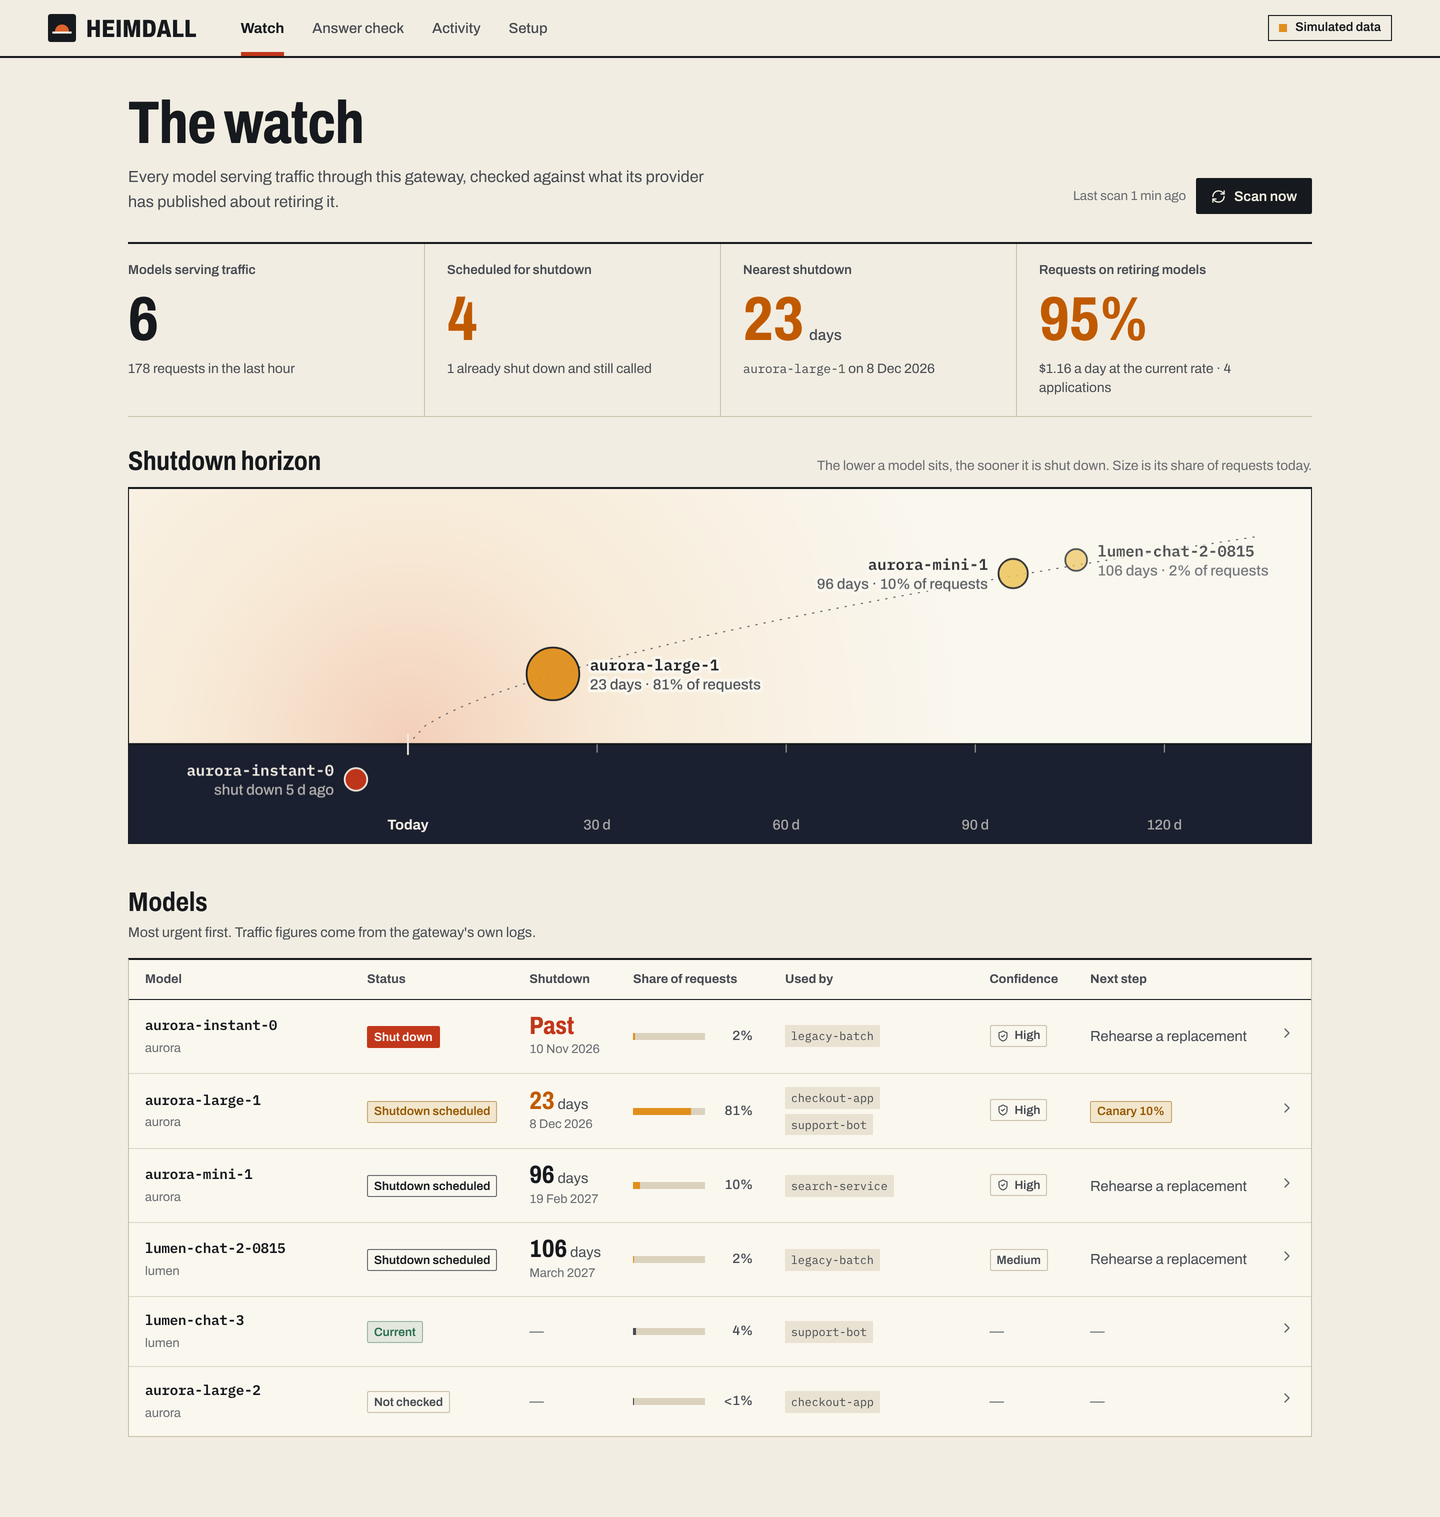 HEIMDALL
Watch
Answer check
Activity
Setup
Simulated data
The watch
Every model serving traffic through this gateway, checked against what its provider
has published about retiring it.
Last scan 1 min ago
Scan now
Models serving traffic
6
178 requests in the last hour
Scheduled for shutdown
4
1 already shut down and still called
Nearest shutdown
23 days
aurora-large-1 on 8 Dec 2026
Requests on retiring models
95%
$1.16 a day at the current rate · 4
applications
Shutdown horizon
The lower a model sits, the sooner it is shut down. Size is its share of requests today.
lumen-chat-2-0815
106 days · 2% of requests
aurora-mini-1
96 days · 10% of requests
aurora-large-1
23 days · 81% of requests
aurora-instant-0
shut down 5 d ago
Today
30 d
60 d
90 d
120 d
Models
Most urgent first. Traffic figures come from the gateway's own logs.
Model
Status
Shutdown
Share of requests
Used by
Confidence
Next step
aurora-instant-0
aurora
Shut down
Past
10 Nov 2026
2%
legacy-batch
High
Rehearse a replacement
aurora-large-1
aurora
Shutdown scheduled
23 days
8 Dec 2026
81%
checkout-app
support-bot
High
Canary 10%
aurora-mini-1
aurora
Shutdown scheduled
96 days
19 Feb 2027
10%
search-service
High
Rehearse a replacement
lumen-chat-2-0815
lumen
Shutdown scheduled
106 days
March 2027
2%
legacy-batch
Medium
Rehearse a replacement
lumen-chat-3
lumen
Current
—
4%
support-bot
—
—
aurora-large-2
aurora
Not checked
—
<1%
checkout-app
—
—